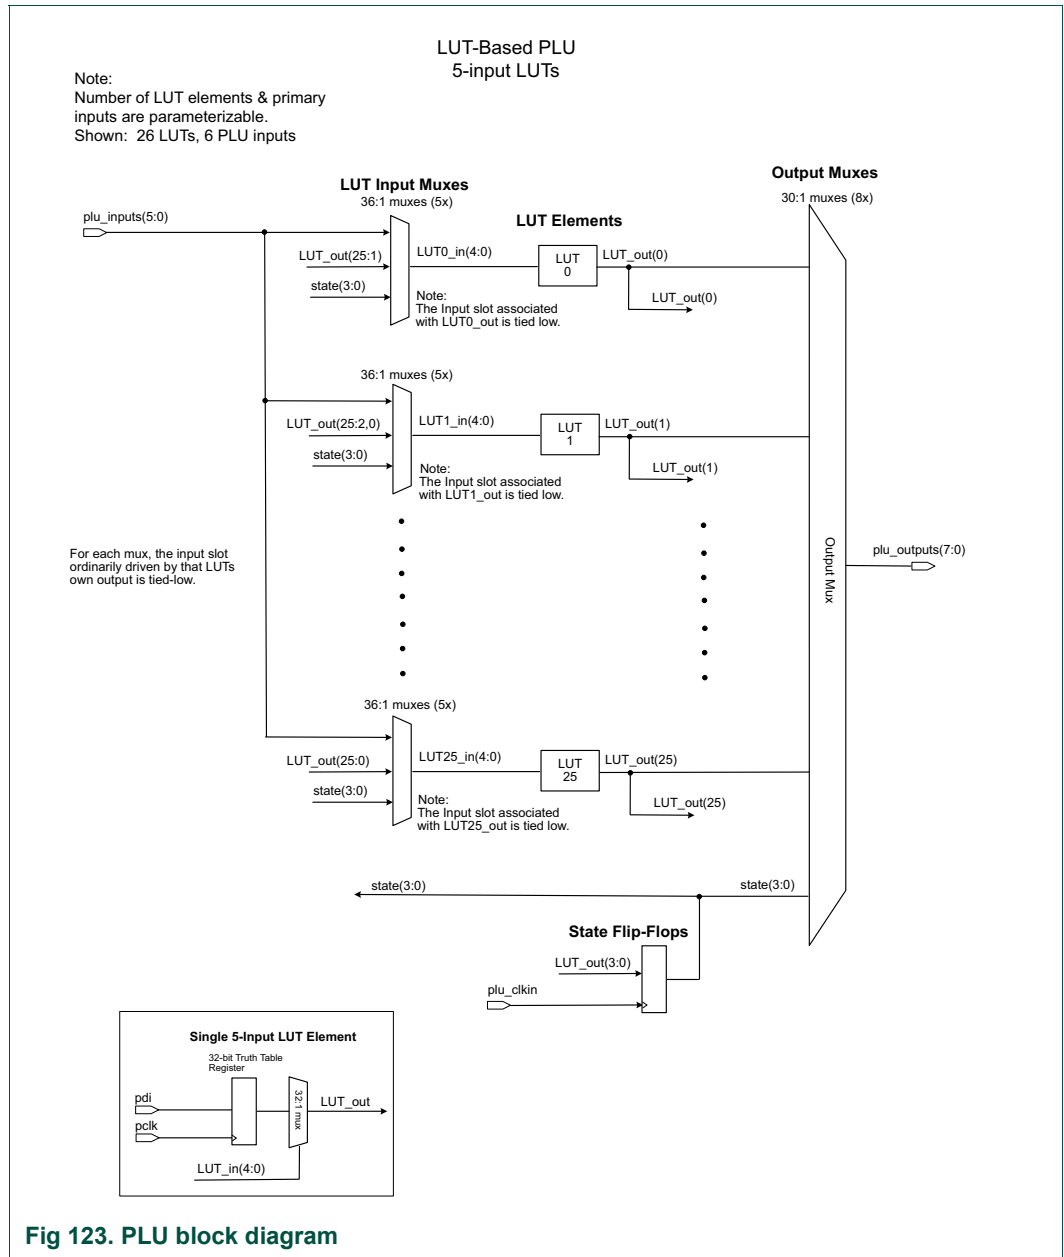 LUT-Based PLU
5-input LUTs
Note:
Number of LUT elements & primary
inputs are parameterizable.
Shown: 26 LUTs, 6 PLU inputs
Output Muxes
30:1 muxes (8x)
LUT Input Muxes
36:1 muxes (5x)
LUT Elements
plu_inputs(5:0)
LUT_out(25:1)
state(3:0)
LUT0_in(4:0)
LUT
0
LUT_out(0)
LUT_out(0)
Note:
The Input slot associated
with LUT0_out is tied low.
36:1 muxes (5x)
LUT_out(25:2,0)
state(3:0)
LUT1_in(4:0)
LUT
1
LUT_out(1)
LUT_out(1)
Note:
The Input slot associated
with LUT1_out is tied low.
For each mux, the input slot
ordinarily driven by that LUTs
own output is tied-low.
Output Mux
plu_outputs(7:0)
36:1 muxes (5x)
LUT_out(25:0)
state(3:0)
LUT25_in(4:0)
LUT
25
LUT_out(25)
LUT_out(25)
Note:
The Input slot associated
with LUT25_out is tied low.
state(3:0)
state(3:0)
State Flip-Flops
LUT_out(3:0)
plu_clkin
Single 5-Input LUT Element
32-bit Truth Table
Register
pdi
pclk
32:1 mux
LUT_out
LUT_in(4:0)
Fig 123. PLU block diagram